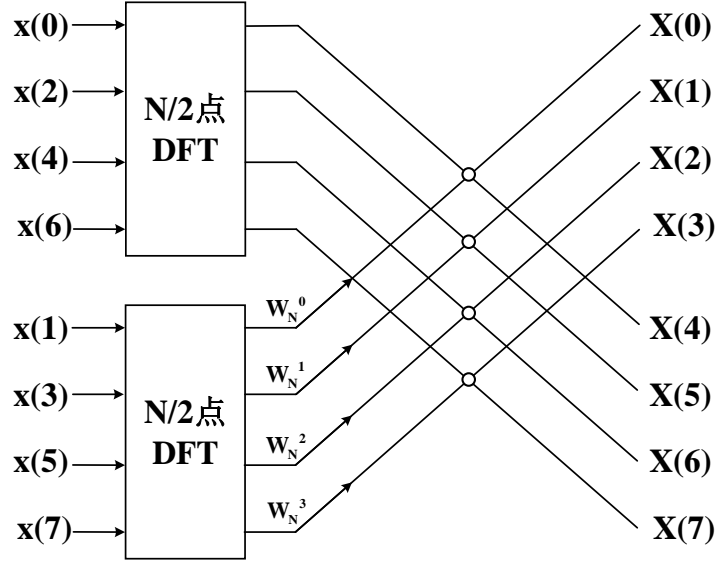 x(0)
x(2)
x(4)
x(6)
N/2点
DFT
x(1)
x(3)
x(5)
x(7)
N/2点
DFT
W_N^0
W_N^1
W_N^2
W_N^3
X(0)
X(1)
X(2)
X(3)
X(4)
X(5)
X(6)
X(7)